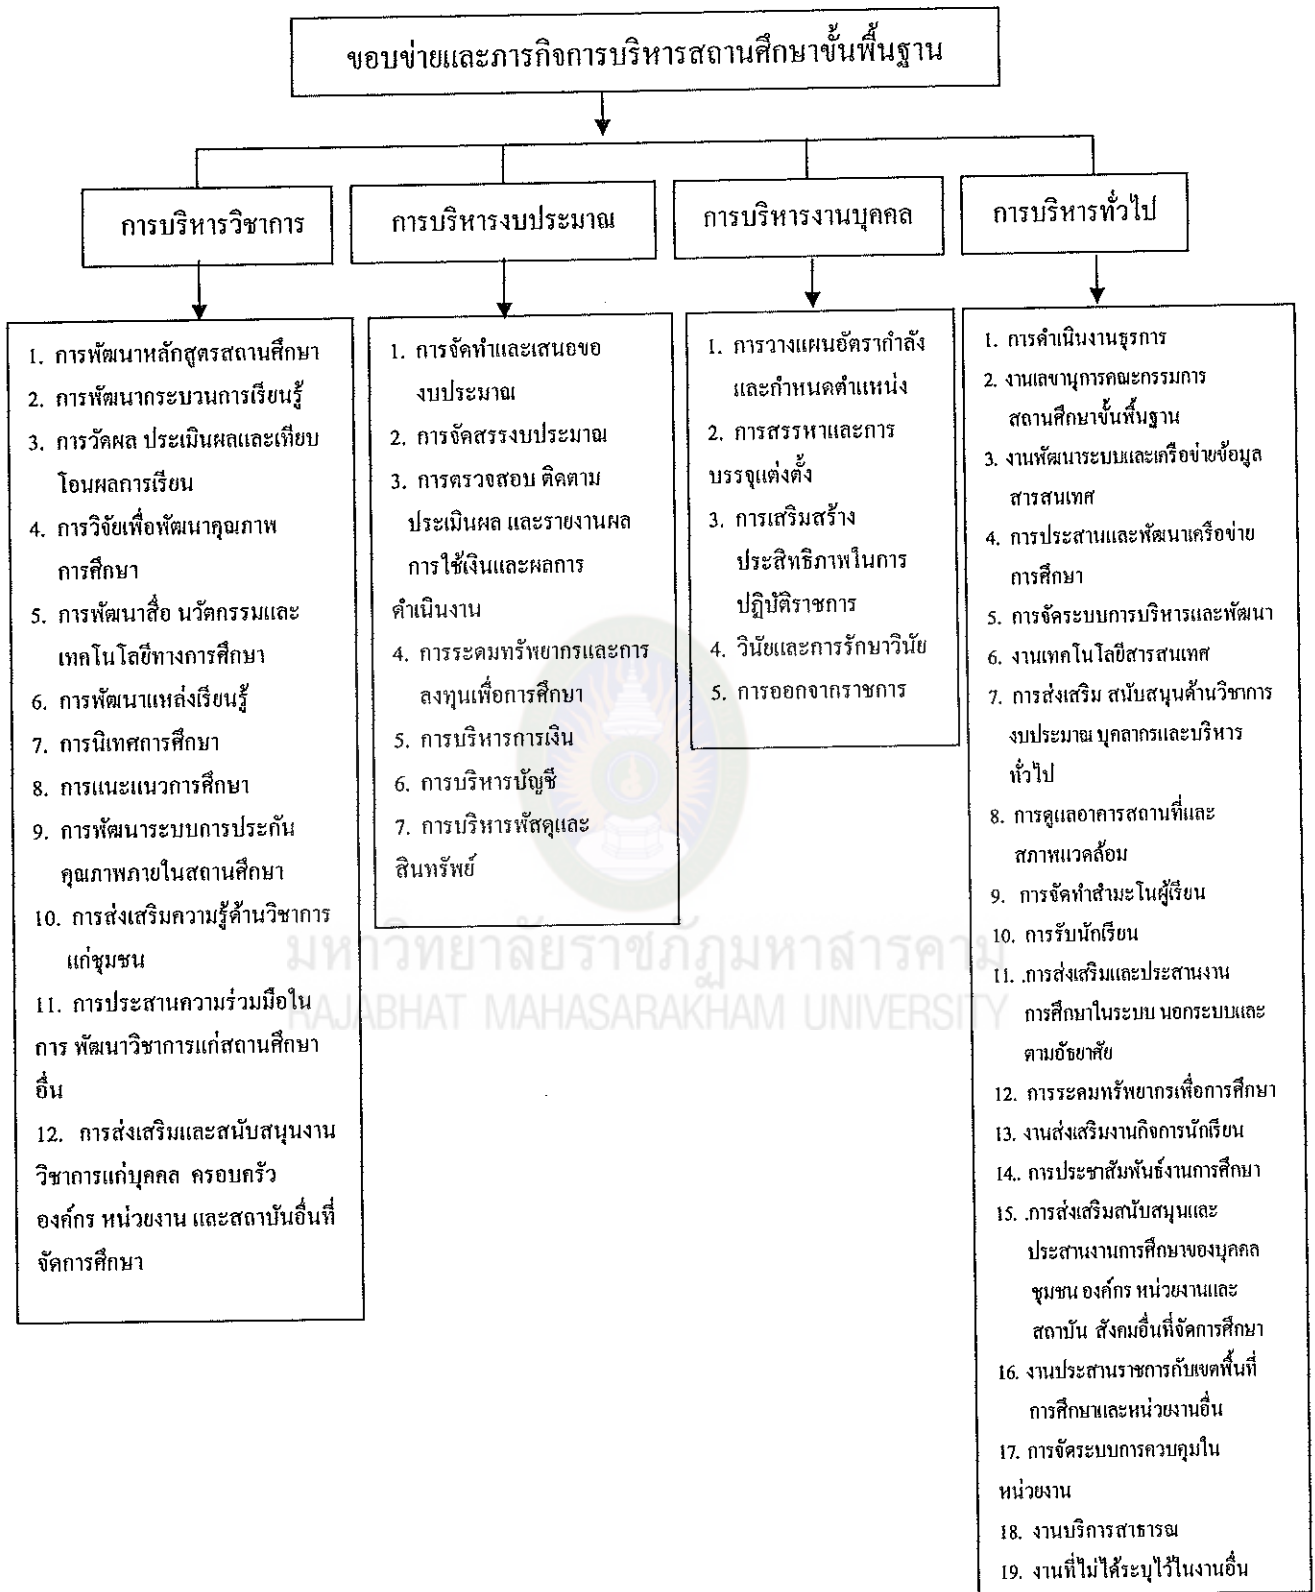 ขอบข่ายและภารกิจการบริหารสถานศึกษาขั้นพื้นฐาน
การบริหารวิชาการ
การบริหารงบประมาณ
การบริหารงานบุคคล
การบริหารทั่วไป
1. การพัฒนาหลักสูตรสถานศึกษา
2. การพัฒนากระบวนการเรียนรู้
3. การวัดผล ประเมินผลและเทียบ
โอนผลการเรียน
4. การวิจัยเพื่อพัฒนาคุณภาพ
การศึกษา
5. การพัฒนาสื่อ นวัตกรรมและ
เทคโนโลยีทางการศึกษา
6. การพัฒนาแหล่งเรียนรู้
7. การนิเทศการศึกษา
8. การแนะแนวการศึกษา
9. การพัฒนาระบบการประกัน
คุณภาพภายในสถานศึกษา
10. การส่งเสริมความรู้ด้านวิชาการ
แก่ชุมชน
11. การประสานความร่วมมือใน
การ พัฒนาวิชาการแก่สถานศึกษา
อื่น
12. การส่งเสริมและสนับสนุนงาน
วิชาการแก่บุคคล ครอบครัว
องค์กร หน่วยงาน และสถาบันอื่นที่
จัดการศึกษา
1. การจัดทำและเสนอขอ
งบประมาณ
2. การจัดสรรงบประมาณ
3. การตรวจสอบ ติดตาม
ประเมินผล และรายงานผล
การใช้เงินและผลการ
ดำเนินงาน
4. การระดมทรัพยากรและการ
ลงทุนเพื่อการศึกษา
5. การบริหารการเงิน
6. การบริหารบัญชี
7. การบริหารพัสดุและ
สินทรัพย์
1. การวางแผนอัตรากำลัง
และกำหนดตำแหน่ง
2. การสรรหาและการ
บรรจุแต่งตั้ง
3. การเสริมสร้าง
ประสิทธิภาพในการ
ปฏิบัติราชการ
4. วินัยและการรักษาวินัย
5. การออกจากราชการ
1. การดำเนินงานธุรการ
2. งานเลขานุการคณะกรรมการ
สถานศึกษาขั้นพื้นฐาน
3. งานพัฒนาระบบและเครือข่ายข้อมูล
สารสนเทศ
4. การประสานและพัฒนาเครือข่าย
การศึกษา
5. การจัดระบบการบริหารและพัฒนา
6. งานเทคโนโลยีสารสนเทศ
7. การส่งเสริม สนับสนุนด้านวิชาการ
งบประมาณ บุคลากรและบริหาร
ทั่วไป
8. การดูแลอาคารสถานที่และ
สภาพแวดล้อม
9. การจัดทำสำมะโนผู้เรียน
10. การรับนักเรียน
11. .การส่งเสริมและประสานงาน
การศึกษาในระบบ นอกระบบและ
ตามอัธยาศัย
12. การระดมทรัพยากรเพื่อการศึกษา
13. งานส่งเสริมงานกิจการนักเรียน
14.. การประชาสัมพันธ์งานการศึกษา
15. .การส่งเสริมสนับสนุนและ
ประสานงานการศึกษาของบุคคล
ชุมชน องค์กร หน่วยงานและ
สถาบัน สังคมอื่นที่จัดการศึกษา
16. งานประสานราชการกับเขตพื้นที่
การศึกษาและหน่วยงานอื่น
17. การจัดระบบการควบคุมใน
หน่วยงาน
18. งานบริการสาธารณ
19. งานที่ไม่ได้ระบุไว้ในงานอื่น
มหาวิทยาลัยราชภัฏมหาสารคาม
RAJABHAT MAHASARAKHAM UNIVERSITY